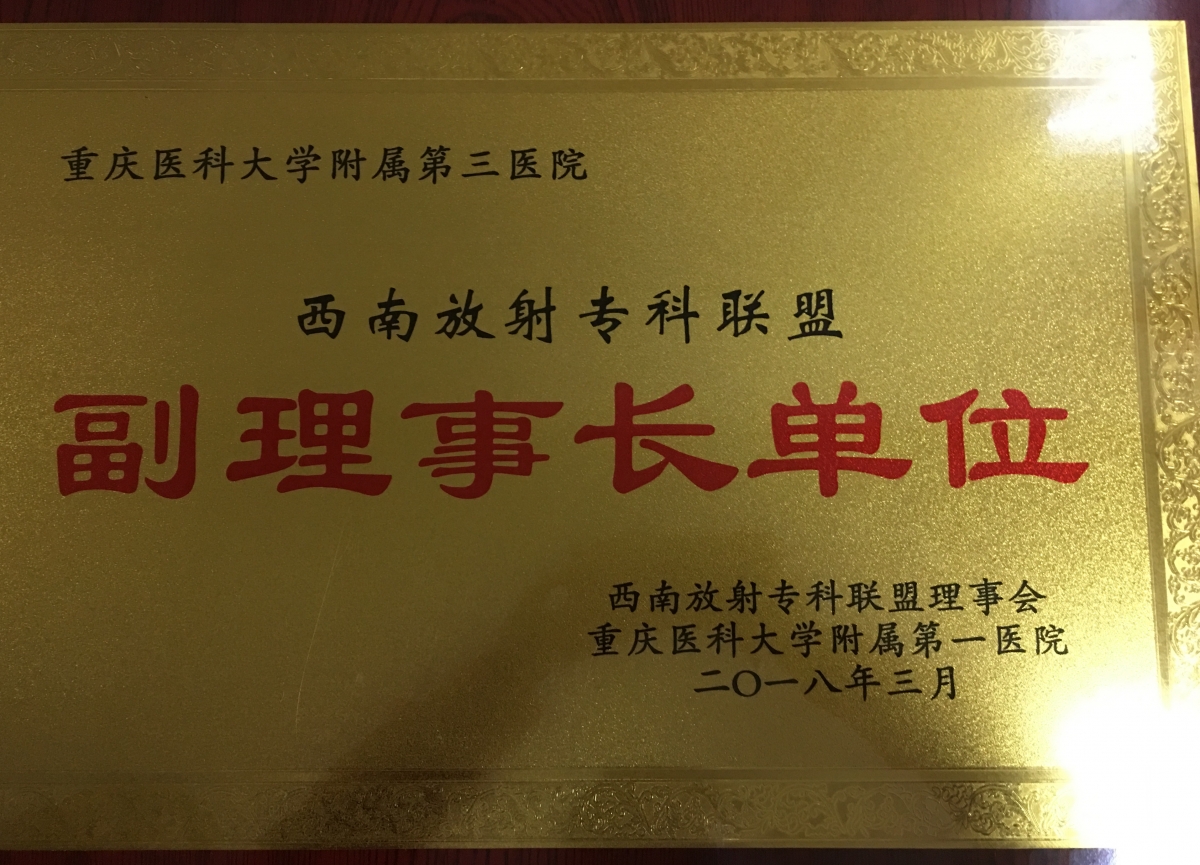 重庆医科大学附属第三医院
西南放射专科联盟
副理事长单位
西南放射专科联盟理事会
重庆医科大学附属第一医院
二〇一八年三月